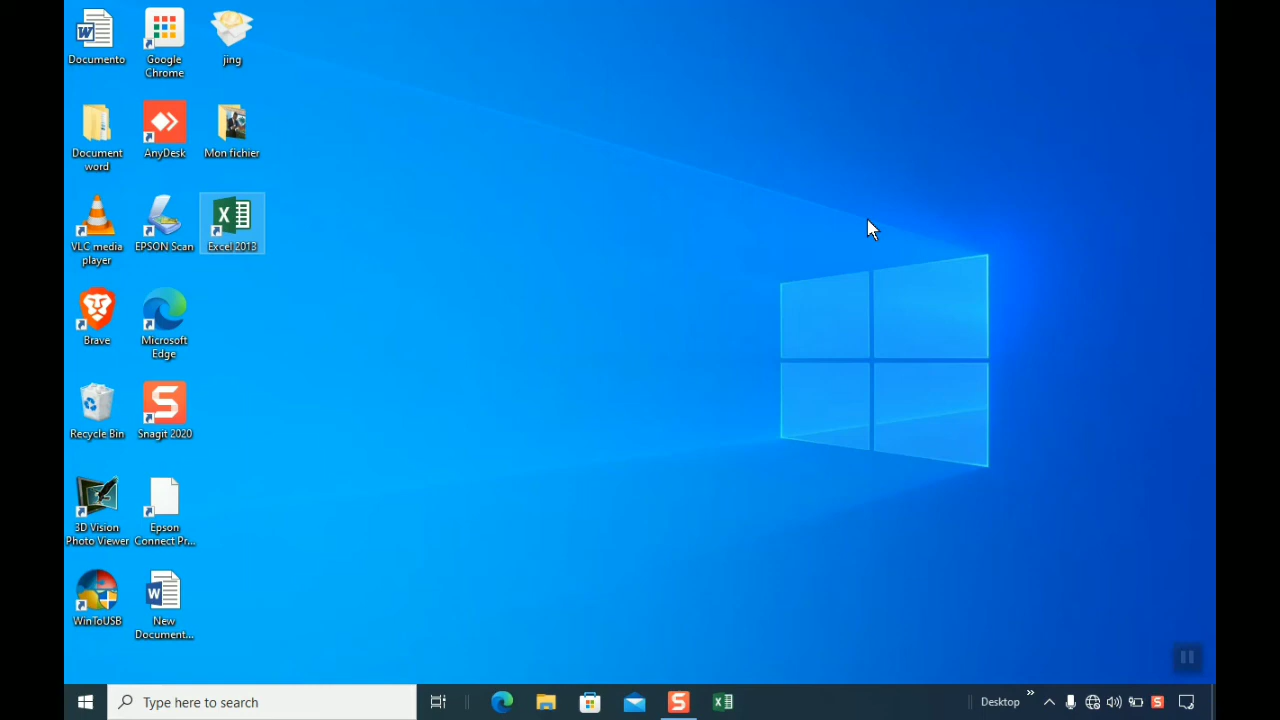 Documento
Google
Chrome
jing
Document
word
AnyDesk
Mon fichier
VLC media
player
EPSON Scan
Excel 2013
Brave
Microsoft
Edge
Recycle Bin
Snagit 2020
3D Vision
Photo Viewer
Epson
Connect Pr...
WinToUSB
New
Document...
Type here to search
Desktop